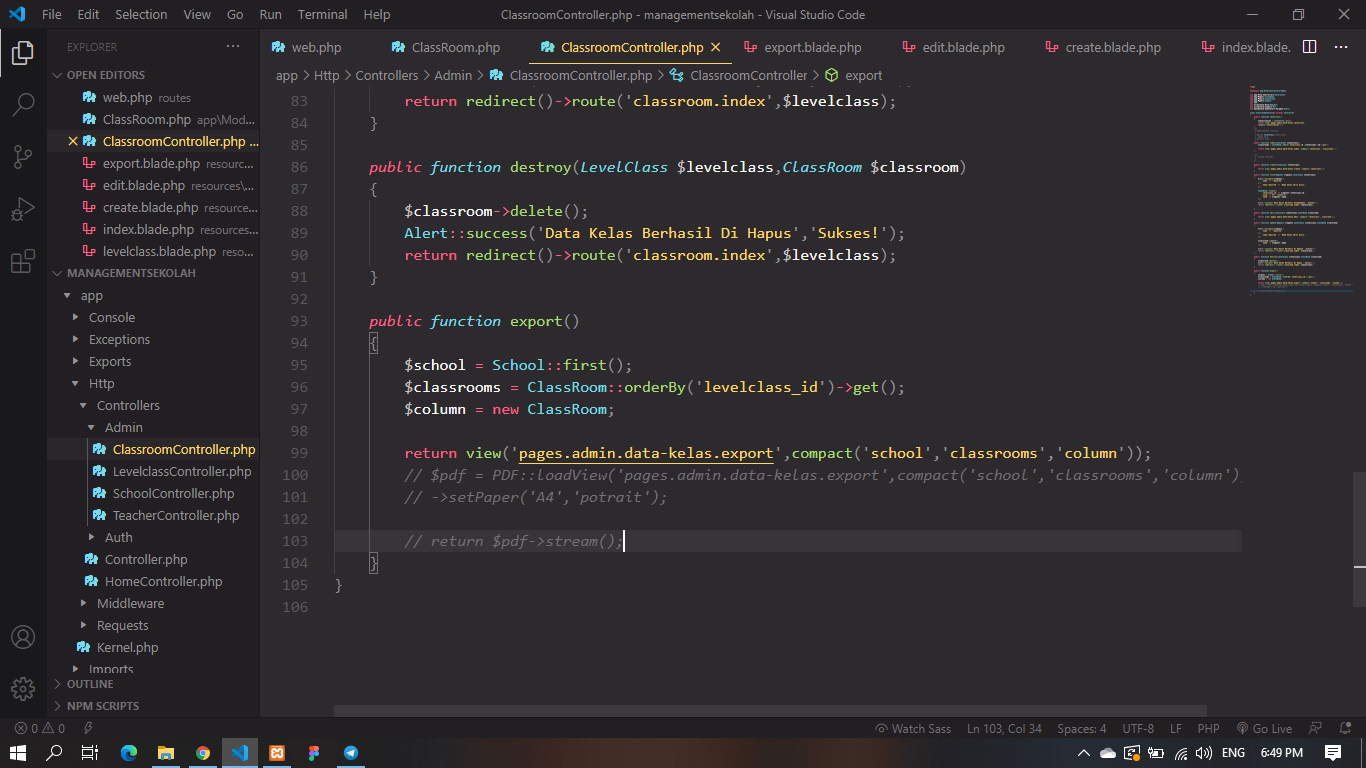 File Edit Selection View Go Run Terminal Help ClassroomController.php - managementsekolah - Visual Studio Code
EXPLORER ...
web.php ClassRoom.php ClassroomController.php export.blade.php edit.blade.php create.blade.php index.blade.
app > Http > Controllers > Admin > ClassroomController.php > ClassroomController > export
OPEN EDITORS
web.php routes
ClassRoom.php app\Mod...
ClassroomController.php ...
export.blade.php resourc...
edit.blade.php resources\...
create.blade.php resource...
index.blade.php resources...
levelclass.blade.php reso...
MANAGEMENTSEKOLAH
app
Console
Exceptions
Exports
Http
Controllers
Admin
ClassroomController.php
LevelclassController.php
SchoolController.php
TeacherController.php
Auth
Controller.php
HomeController.php
Middleware
Requests
Kernel.php
Imports
OUTLINE
NPM SCRIPTS
83 return redirect()->route('classroom.index',$levelclass);
84 }
85
86 public function destroy(LevelClass $levelclass,ClassRoom $classroom)
87 {
88 $classroom->delete();
89 Alert::success('Data Kelas Berhasil Di Hapus','Sukses!');
90 return redirect()->route('classroom.index',$levelclass);
91 }
92
93 public function export()
94 {
95 $school = School::first();
96 $classrooms = ClassRoom::orderBy('levelclass_id')->get();
97 $column = new ClassRoom;
98
99 return view('pages.admin.data-kelas.export',compact('school','classrooms','column'));
100 // $pdf = PDF::loadView('pages.admin.data-kelas.export',compact('school','classrooms','column')
101 // ->setPaper('A4','potrait');
102
103 // return $pdf->stream();
104 }
105 }
106
0 0 Watch Sass Ln 103, Col 34 Spaces: 4 UTF-8 LF PHP Go Live
ENG 6:49 PM